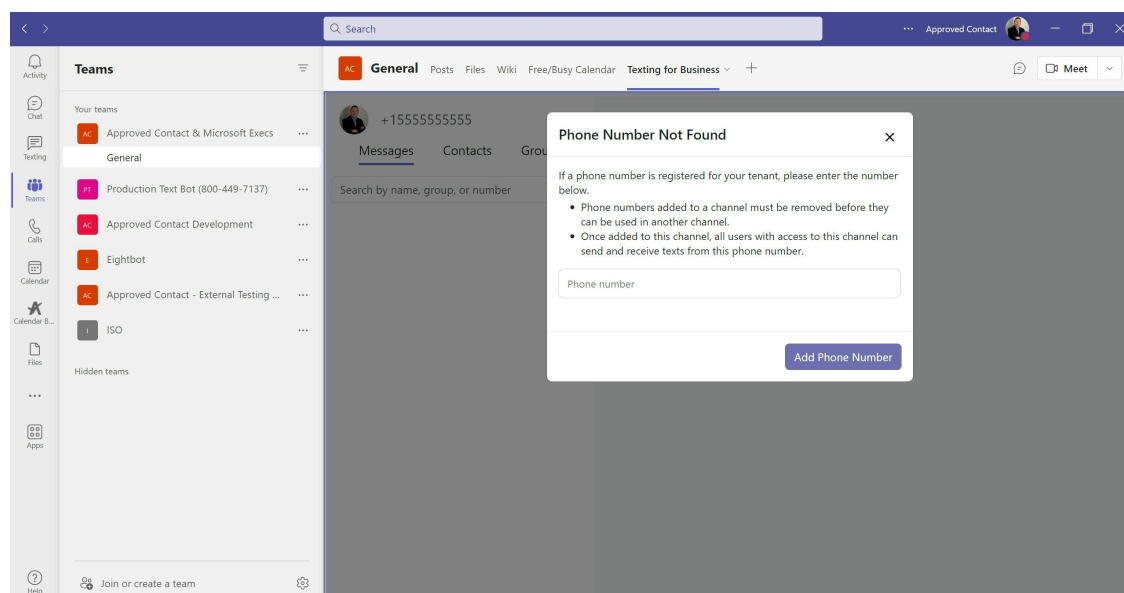 Search
Approved Contact
Activity
Chat
Texting
Teams
Calls
Calendar
Calendar B...
Files
Apps
Help
Teams
Your teams
AC Approved Contact & Microsoft Execs
General
PT Production Text Bot (800-449-7137)
AC Approved Contact Development
E Eightbot
AC Approved Contact - External Testing ...
I ISO
Hidden teams
Join or create a team
AC General Posts Files Wiki Free/Busy Calendar Texting for Business
Meet
+15555555555
Messages Contacts Grou
Search by name, group, or number
Phone Number Not Found
If a phone number is registered for your tenant, please enter the number
below.
• Phone numbers added to a channel must be removed before they
can be used in another channel.
• Once added to this channel, all users with access to this channel can
send and receive texts from this phone number.
Phone number
Add Phone Number